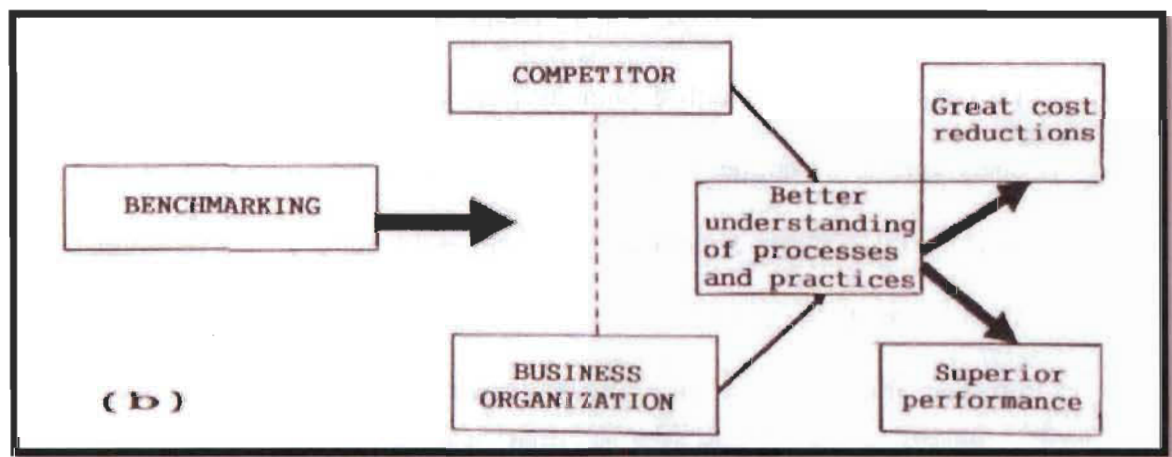 COMPETITOR
Great cost
reductions
BENCHMARKING
Better
understanding
of processes
and practices
BUSINESS
ORGANIZATION
Superior
performance
(b)